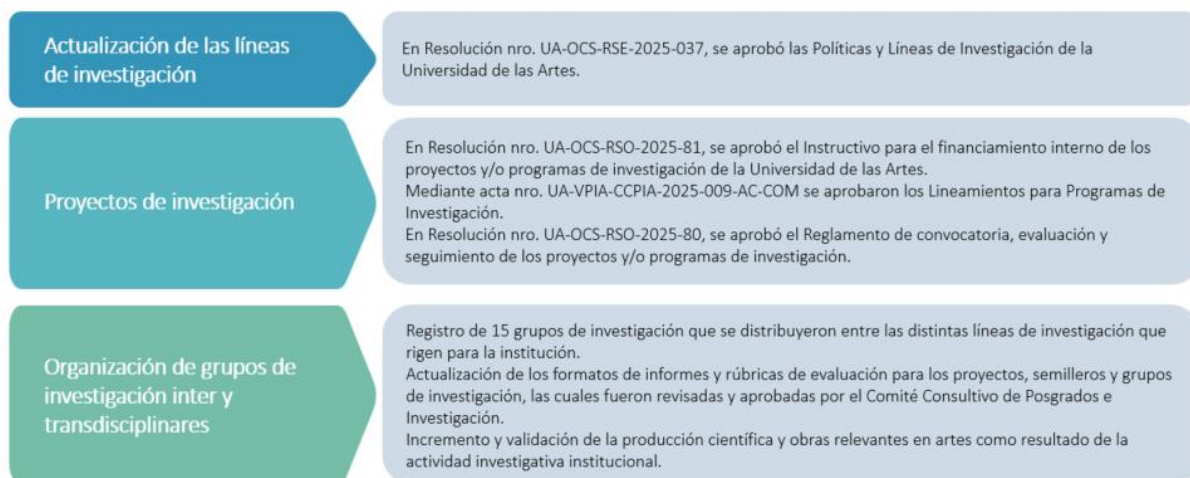 Actualización de las líneas
de investigación
En Resolución nro. UA-OCS-RSE-2025-037, se aprobó las Políticas y Líneas de Investigación de la
Universidad de las Artes.
Proyectos de investigación
En Resolución nro. UA-OCS-RSO-2025-81, se aprobó el Instructivo para el financiamiento interno de los
proyectos y/o programas de investigación de la Universidad de las Artes.
Mediante acta nro. UA-VPIA-CCPIA-2025-009-AC-COM se aprobaron los Lineamientos para Programas de
Investigación.
En Resolución nro. UA-OCS-RSO-2025-80, se aprobó el Reglamento de convocatoria, evaluación y
seguimiento de los proyectos y/o programas de investigación.
Organización de grupos de
investigación inter y
transdisciplinares
Registro de 15 grupos de investigación que se distribuyeron entre las distintas líneas de investigación que
rigen para la institución.
Actualización de los formatos de informes y rúbricas de evaluación para los proyectos, semilleros y grupos
de investigación, las cuales fueron revisadas y aprobadas por el Comité Consultivo de Posgrados e
Investigación.
Incremento y validación de la producción científica y obras relevantes en artes como resultado de la
actividad investigativa institucional.